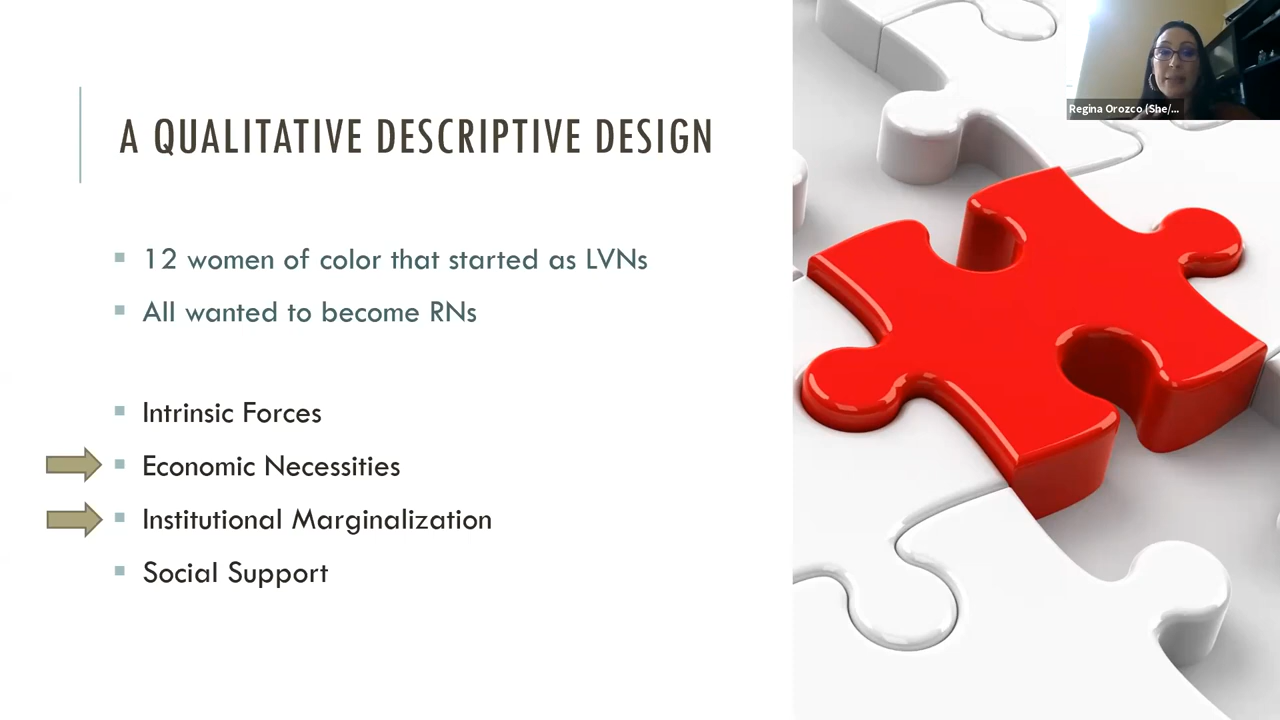 A QUALITATIVE DESCRIPTIVE DESIGN
12 women of color that started as LVNs
All wanted to become RNs
Intrinsic Forces
Economic Necessities
Institutional Marginalization
Social Support
Regina Orozco (She/...